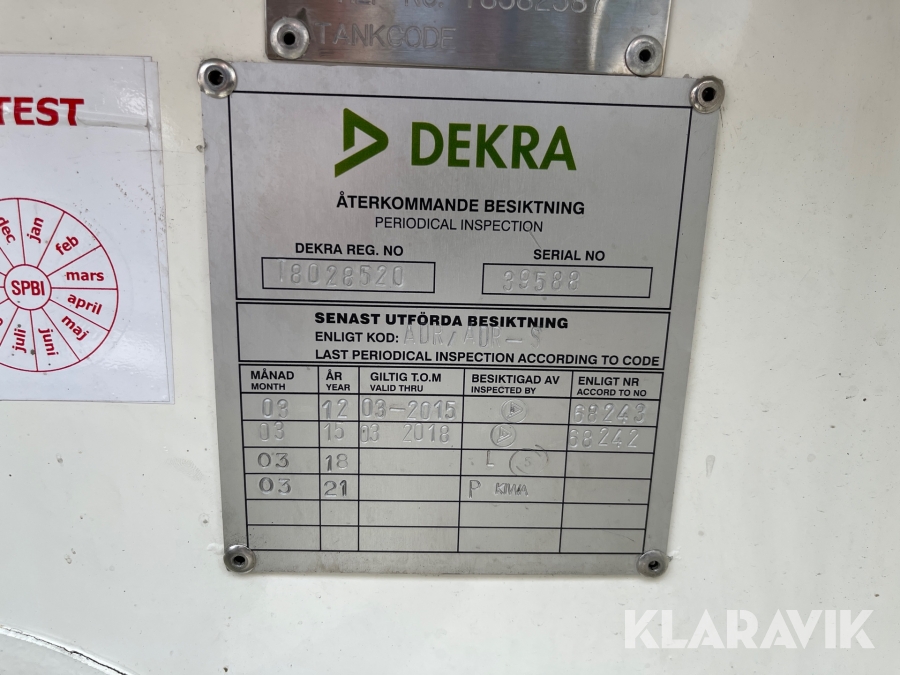 TANKCODE
TEST
dec jan feb mars april maj juni juli
SPBI
DEKRA
ÅTERKOMMANDE BESIKTNING
PERIODICAL INSPECTION
DEKRA REG. NO SERIAL NO
18028520 39588
SENAST UTFÖRDA BESIKTNING
ENLIGT KOD: ADR/ADR-S
LAST PERIODICAL INSPECTION ACCORDING TO CODE
MÅNAD ÅR GILTIG T.O.M BESIKTIGAD AV ENLIGT NR
MONTH YEAR VALID THRU INSPECTED BY ACCORD TO NO
03 12 03-2015 68243
03 15 03 2018 68242
03 18 L
03 21 P KIWA
KLARAVIK